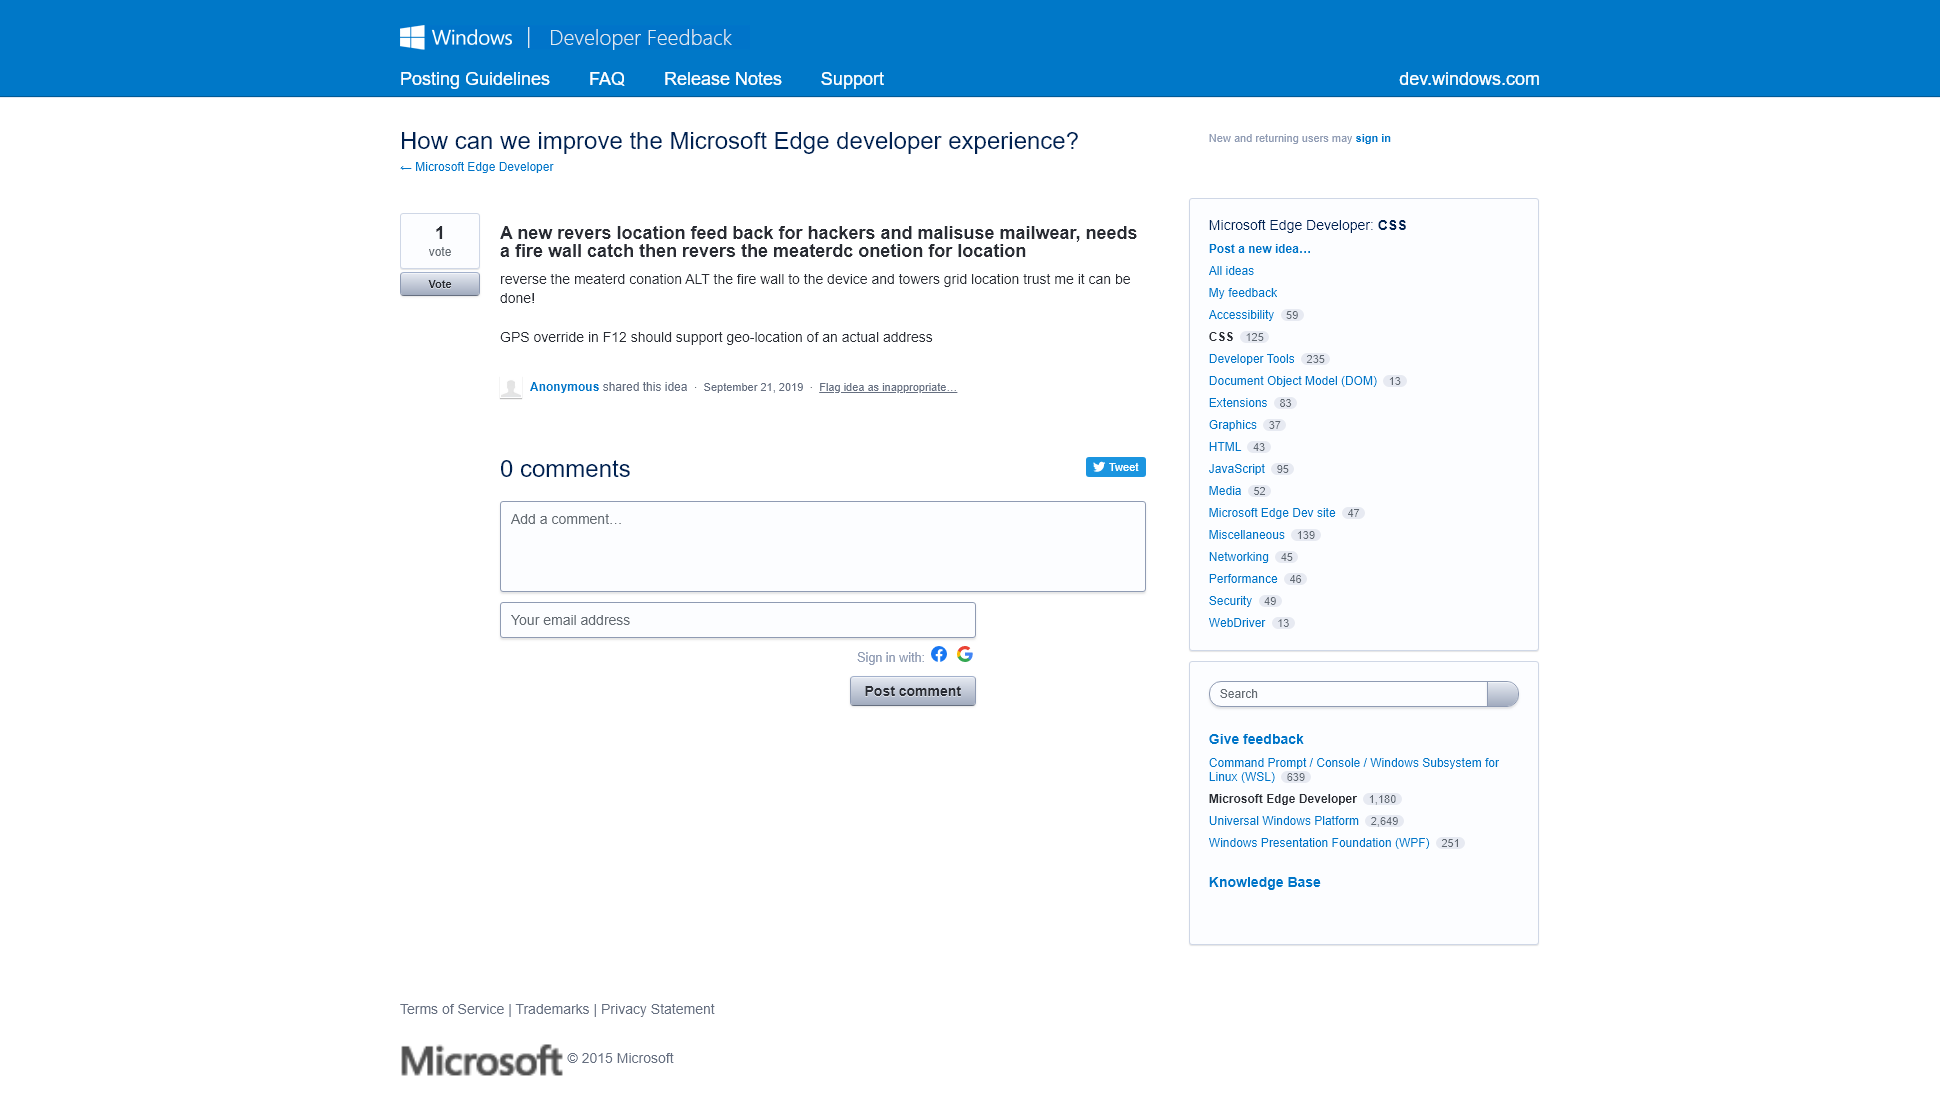 Windows | Developer Feedback
Posting Guidelines FAQ Release Notes Support dev.windows.com
How can we improve the Microsoft Edge developer experience?
← Microsoft Edge Developer
New and returning users may sign in
1
vote
Vote
A new revers location feed back for hackers and malisuse mailwear, needs
a fire wall catch then revers the meaterdc onetion for location
reverse the meaterd conation ALT the fire wall to the device and towers grid location trust me it can be
done!
GPS override in F12 should support geo-location of an actual address
Anonymous shared this idea · September 21, 2019 · Flag idea as inappropriate…
0 comments
Tweet
Add a comment…
Your email address
Sign in with:
Post comment
Microsoft Edge Developer: CSS
Post a new idea…
All ideas
My feedback
Accessibility 59
CSS 125
Developer Tools 235
Document Object Model (DOM) 13
Extensions 83
Graphics 37
HTML 43
JavaScript 95
Media 52
Microsoft Edge Dev site 47
Miscellaneous 139
Networking 45
Performance 46
Security 49
WebDriver 13
Search
Give feedback
Command Prompt / Console / Windows Subsystem for
Linux (WSL) 639
Microsoft Edge Developer 1,180
Universal Windows Platform 2,649
Windows Presentation Foundation (WPF) 251
Knowledge Base
Terms of Service | Trademarks | Privacy Statement
Microsoft © 2015 Microsoft